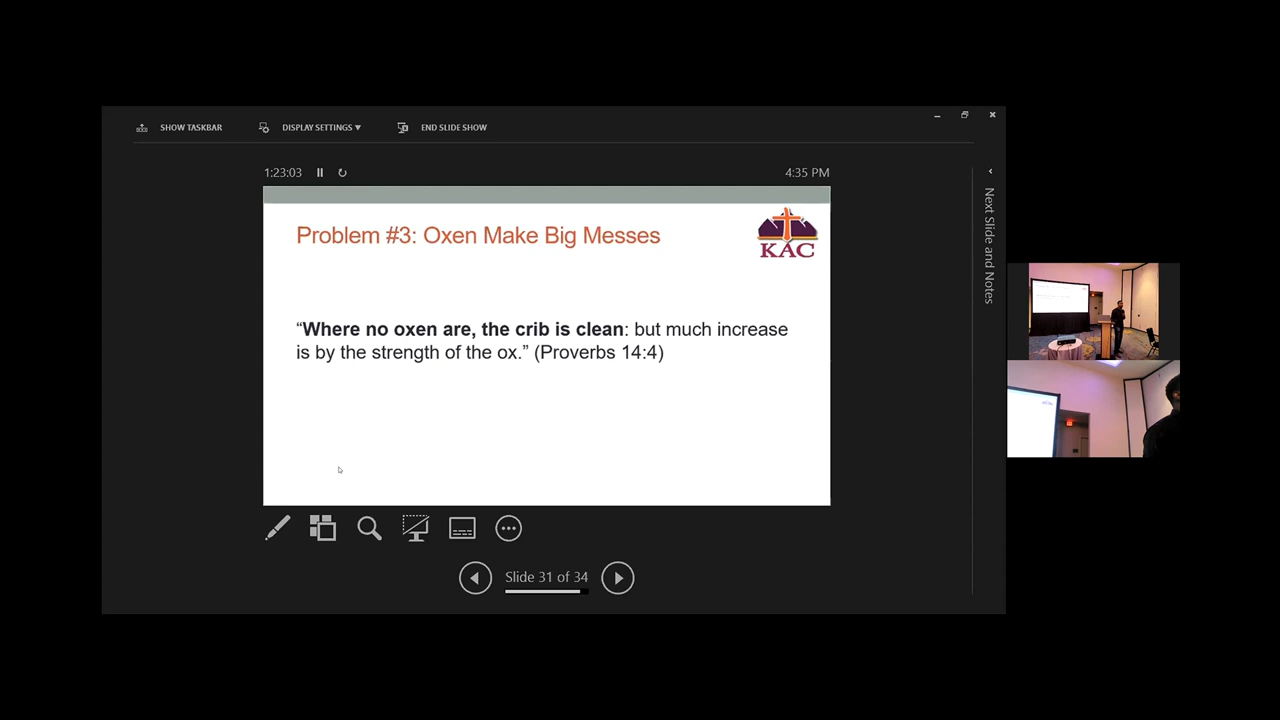 SHOW TASKBAR
DISPLAY SETTINGS ▼
END SLIDE SHOW
1:23:03
4:35 PM
Problem #3: Oxen Make Big Messes
KAC
“Where no oxen are, the crib is clean: but much increase
is by the strength of the ox.” (Proverbs 14:4)
Slide 31 of 34
Next Slide and Notes